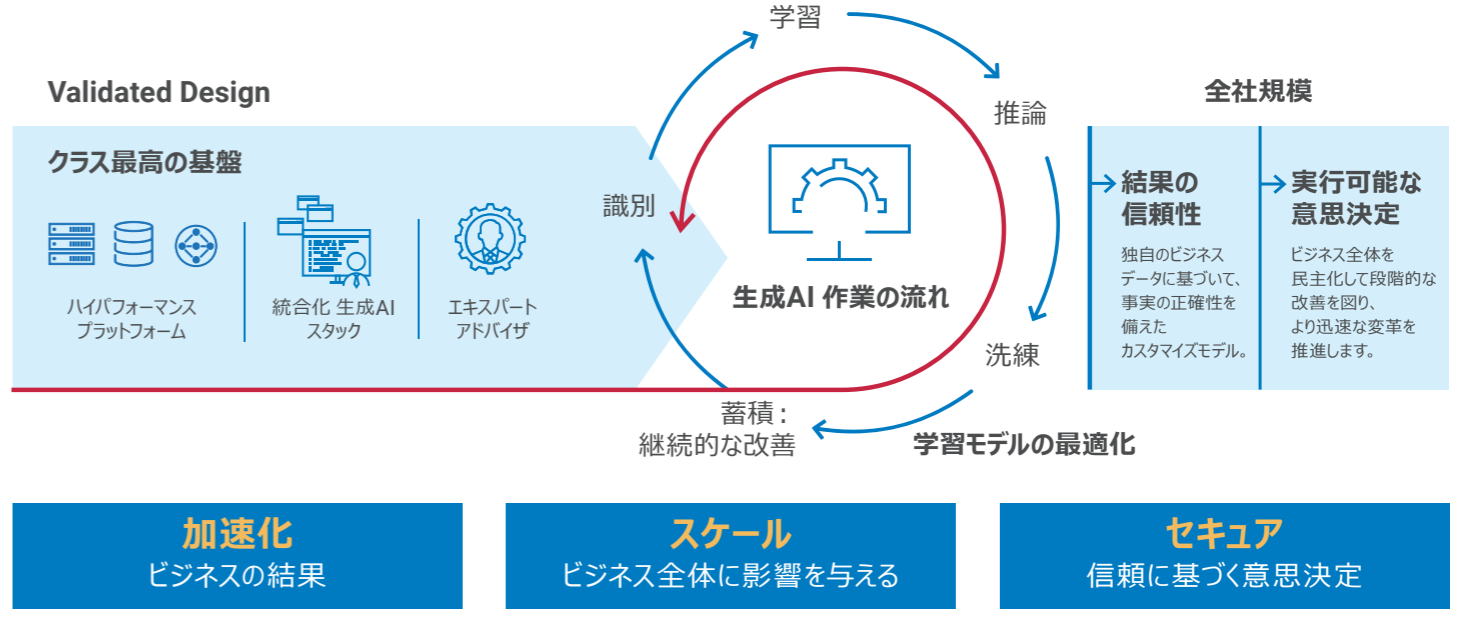 Validated Design
クラス最高の基盤
ハイパフォーマンス
プラットフォーム
統合化 生成AI
スタック
エキスパート
アドバイザ
学習
推論
識別
生成AI 作業の流れ
洗練
蓄積：
継続的な改善
学習モデルの最適化
全社規模
結果の
信頼性
独自のビジネス
データに基づいて、
事実の正確性を
備えた
カスタマイズモデル。
実行可能な
意思決定
ビジネス全体を
民主化して段階的な
改善を図り、
より迅速な変革を
推進します。
加速化
ビジネスの結果
スケール
ビジネス全体に影響を与える
セキュア
信頼に基づく意思決定